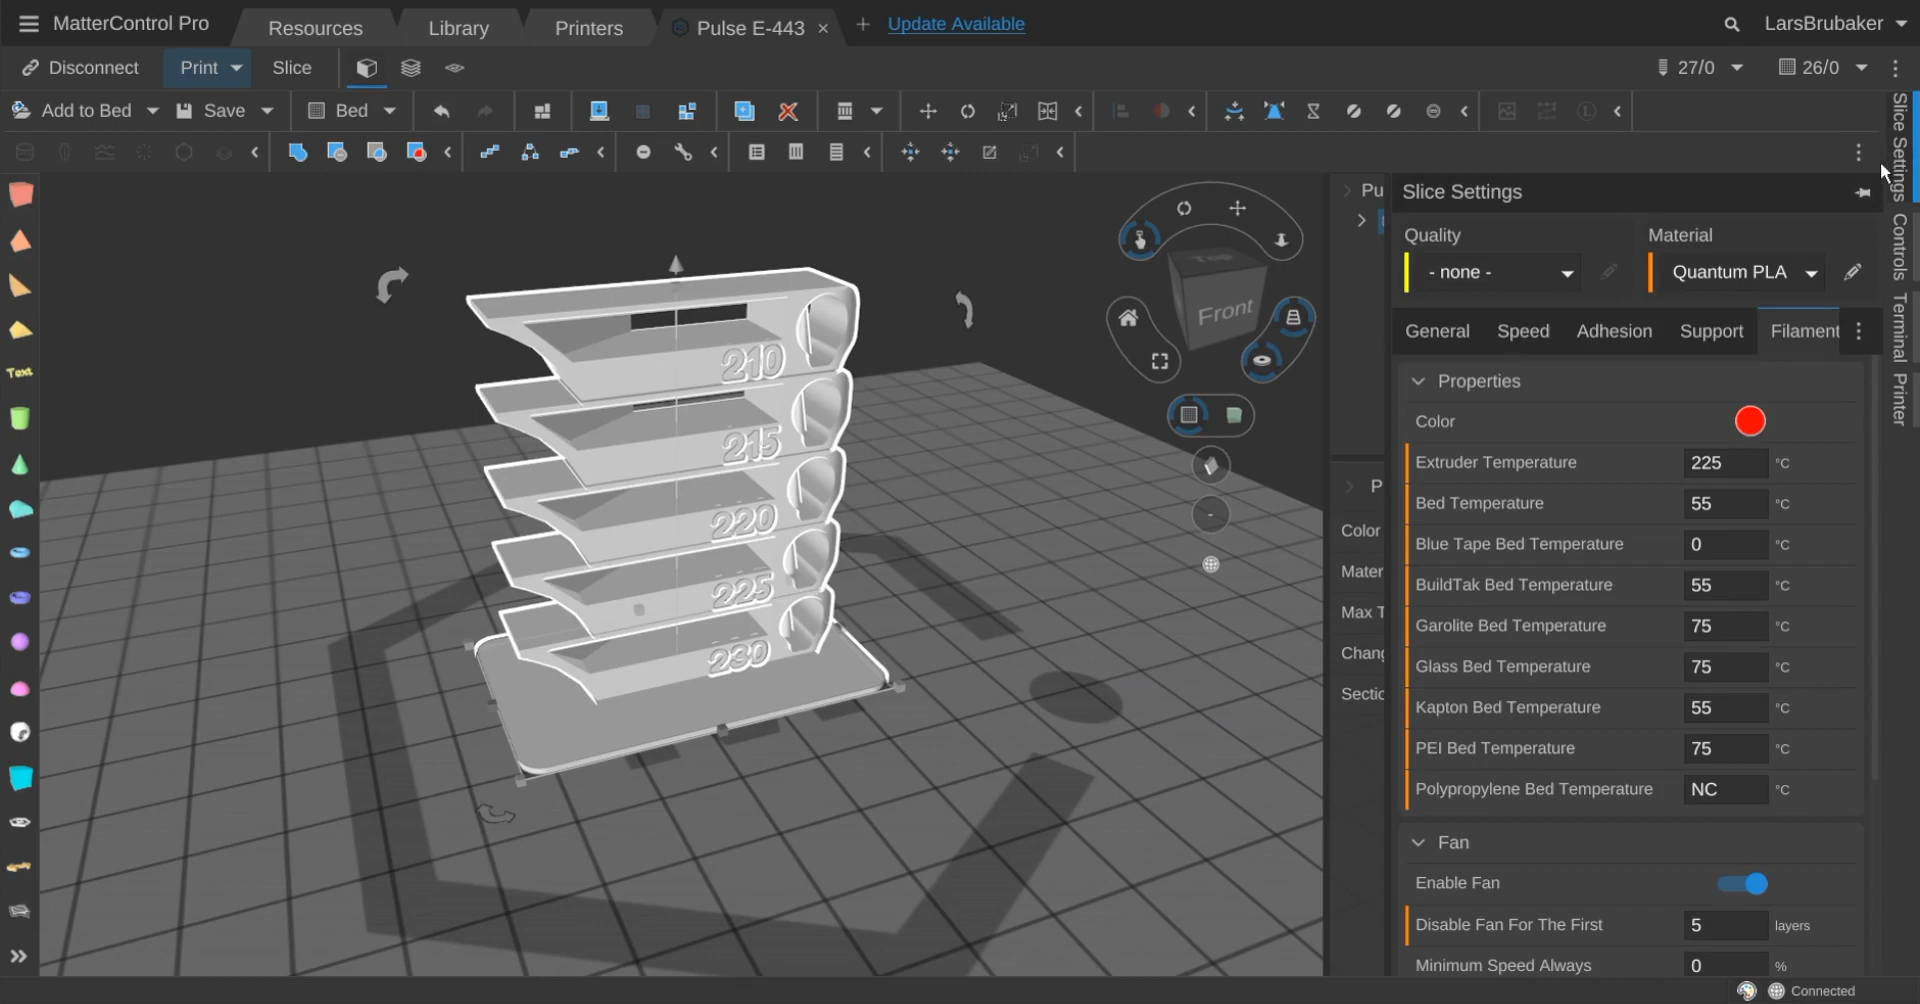 MatterControl Pro
Resources
Library
Printers
Pulse E-443
Update Available
LarsBrubaker
Disconnect
Print
Slice
27/0
26/0
Add to Bed
Save
Bed
Slice Settings
Controls
Terminal
Printer
Text
Top
Front
210
215
220
225
230
Pu
P
Color
Mater
Max T
Chang
Sectic
Slice Settings
Quality
Material
- none -
Quantum PLA
General
Speed
Adhesion
Support
Filament
Properties
Color
Extruder Temperature 225 °C
Bed Temperature 55 °C
Blue Tape Bed Temperature 0 °C
BuildTak Bed Temperature 55 °C
Garolite Bed Temperature 75 °C
Glass Bed Temperature 75 °C
Kapton Bed Temperature 55 °C
PEI Bed Temperature 75 °C
Polypropylene Bed Temperature NC °C
Fan
Enable Fan
Disable Fan For The First 5 layers
Minimum Speed Always 0 %
Connected